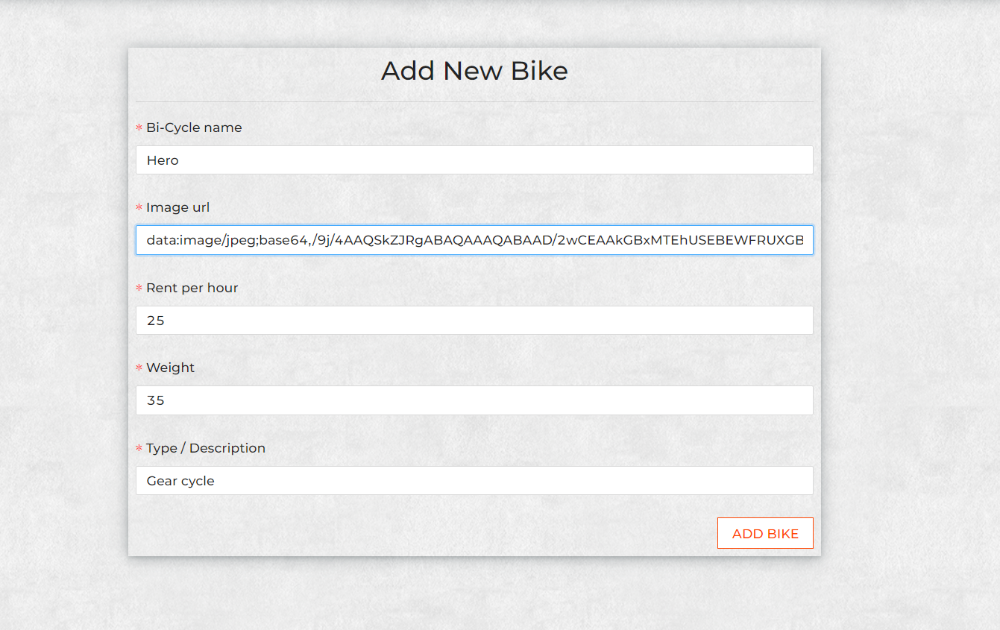 Add New Bike
* Bi-Cycle name
Hero
* Image url
data:image/jpeg;base64,/9j/4AAQSkZJRgABAQAAAQABAAD/2wCEAAkGBxMTEhUSEBEWFRUXGB
* Rent per hour
25
* Weight
35
* Type / Description
Gear cycle
ADD BIKE